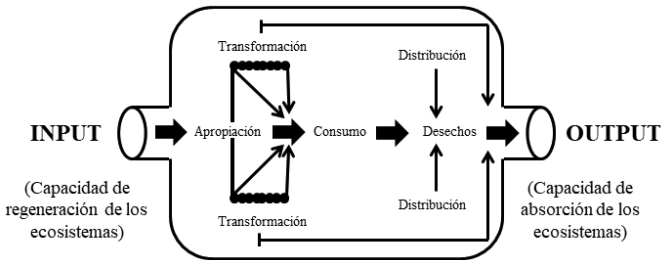 Transformación
Distribución
INPUT
Apropiación
Consumo
Desechos
OUTPUT
(Capacidad de
regeneración de los
ecosistemas)
Transformación
Distribución
(Capacidad de
absorción de los
ecosistemas)